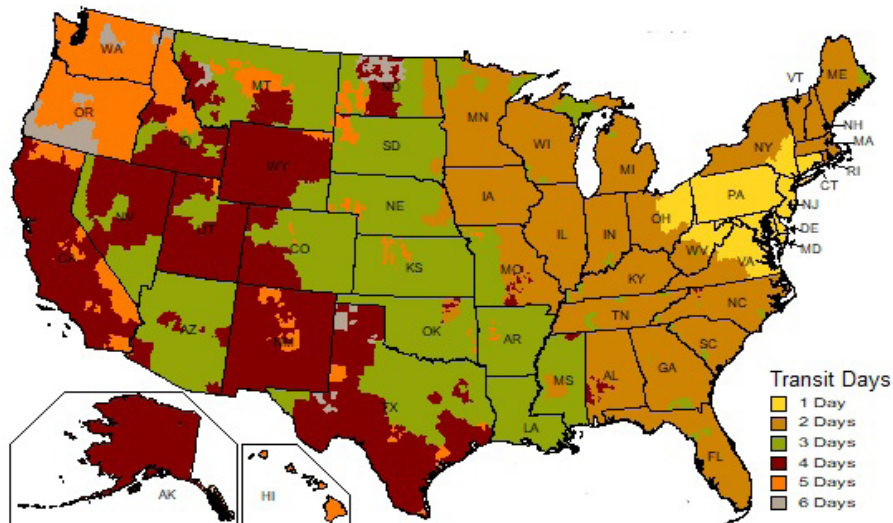 WA
MT
ND
MN
VT
ME
OR
ID
SD
WI
MI
NY
NH
MA
WY
RI
CT
IA
NE
PA
NJ
OH
NV
UT
IL
IN
DE
CO
WV
MD
CA
KS
MO
VA
KY
NC
TN
AZ
NM
OK
AR
SC
MS
AL
GA
TX
LA
FL
AK
HI
Transit Days
1 Day
2 Days
3 Days
4 Days
5 Days
6 Days